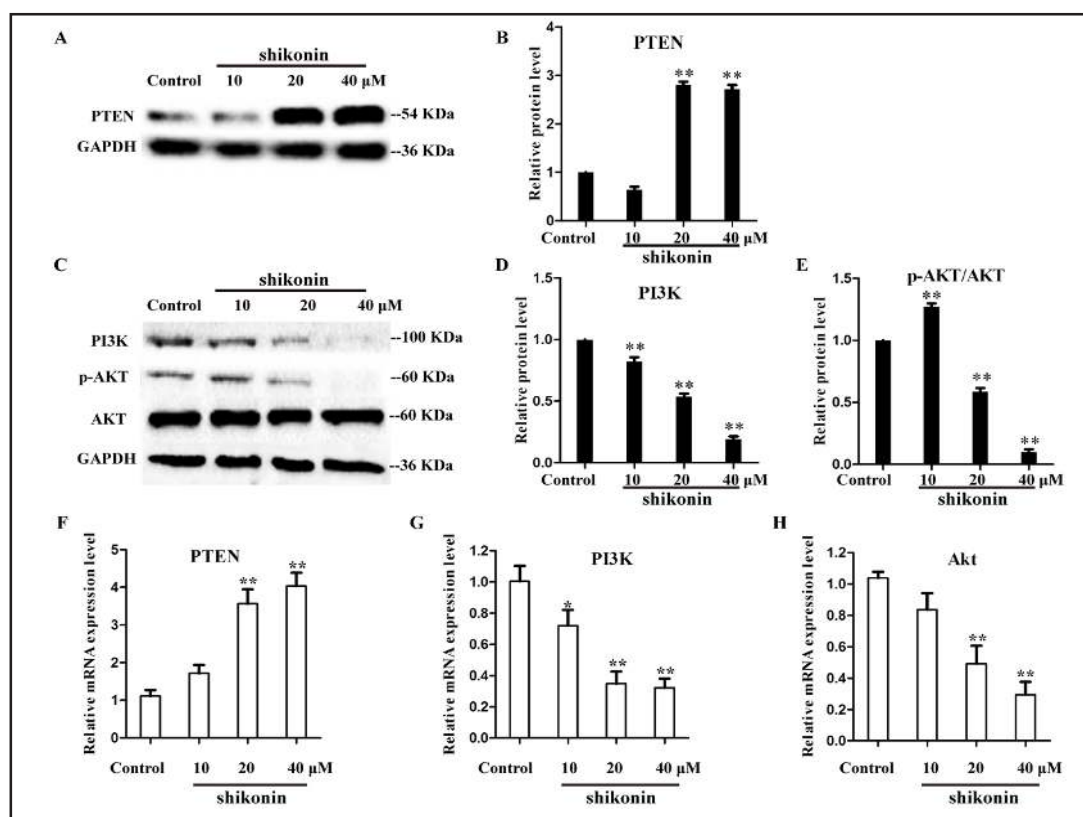 A
shikonin
Control 10 20 40 μM
PTEN --54 KDa
GAPDH --36 KDa
B
PTEN
Relative protein level
4
3
2
1
0
Control 10 20 40 μM
shikonin
C
shikonin
Control 10 20 40 μM
PI3K --100 KDa
p-AKT --60 KDa
AKT --60 KDa
GAPDH --36 KDa
D
PI3K
Relative protein level
1.5
1.0
0.5
0.0
** ** **
Control 10 20 40 μM
shikonin
E
p-AKT/AKT
Relative protein level
1.5
1.0
0.5
0.0
** ** **
Control 10 20 40 μM
shikonin
F
PTEN
Relative mRNA expression level
5
4
3
2
1
0
** **
Control 10 20 40 μM
shikonin
G
PI3K
Relative mRNA expression level
1.2
1.0
0.8
0.6
0.4
0.2
0.0
* ** **
Control 10 20 40 μM
shikonin
H
Akt
Relative mRNA expression level
1.2
1.0
0.8
0.6
0.4
0.2
0.0
** **
Control 10 20 40 μM
shikonin